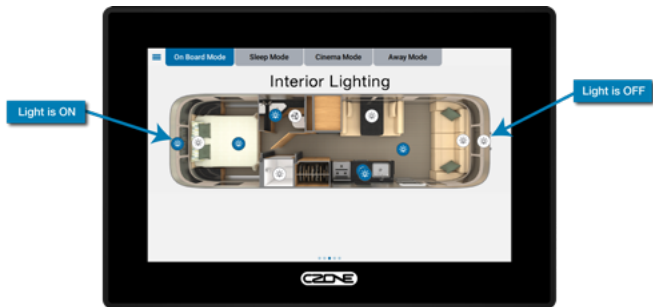 On Board Mode
Sleep Mode
Cinema Mode
Away Mode
Interior Lighting
Light is ON
Light is OFF
CZONE